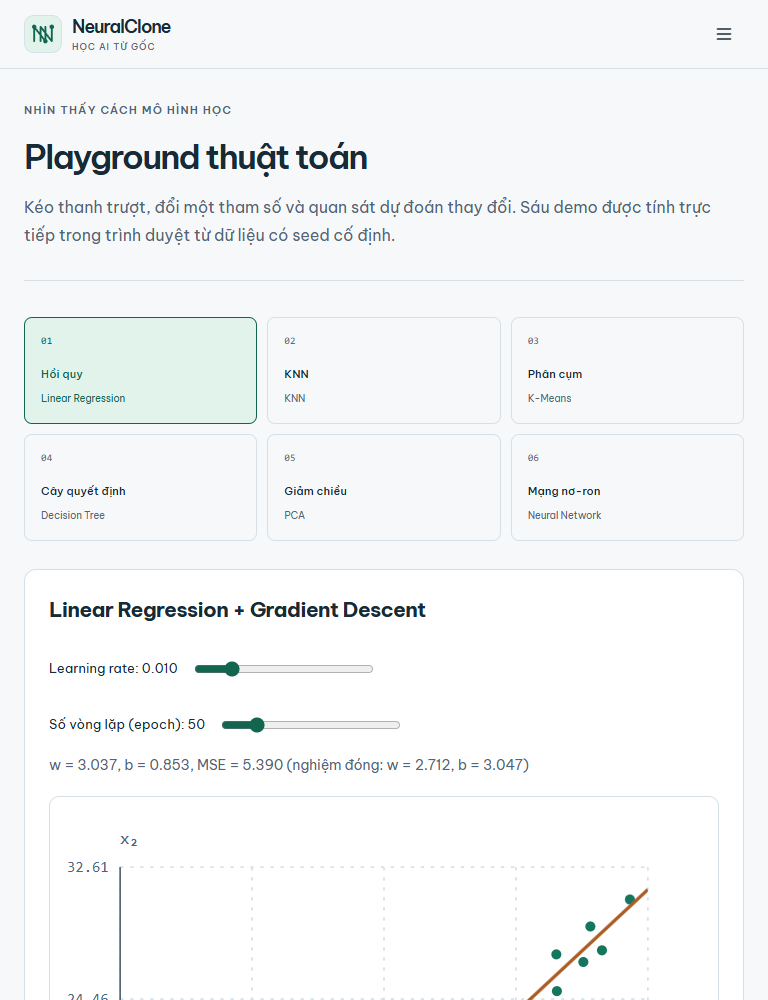 NeuralClone
HỌC AI TỪ GỐC
NHÌN THẤY CÁCH MÔ HÌNH HỌC
Playground thuật toán
Kéo thanh trượt, đổi một tham số và quan sát dự đoán thay đổi. Sáu demo được tính trực
tiếp trong trình duyệt từ dữ liệu có seed cố định.
01
Hồi quy
Linear Regression
02
KNN
KNN
03
Phân cụm
K-Means
04
Cây quyết định
Decision Tree
05
Giảm chiều
PCA
06
Mạng nơ-ron
Neural Network
Linear Regression + Gradient Descent
Learning rate: 0.010
Số vòng lặp (epoch): 50
w = 3.037, b = 0.853, MSE = 5.390 (nghiệm đóng: w = 2.712, b = 3.047)
x₂
32.61
24.46